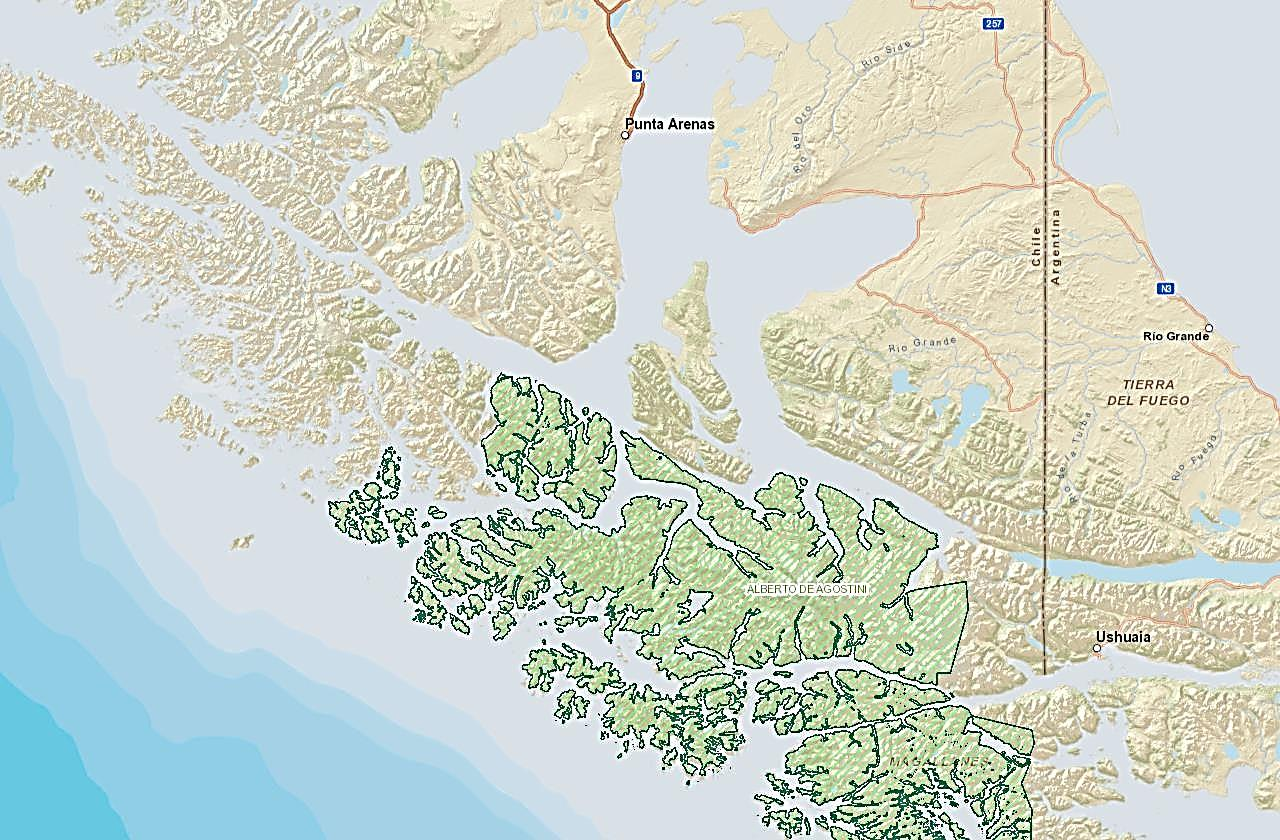 257
Rio Side
9
Punta Arenas
Rio del Oro
Chile
Argentina
N3
Rio Grande
Río Grande
TIERRA
DEL FUEGO
Rio de la Turba
Rio Fuego
ALBERTO DE AGOSTINI
Ushuaia
MAGALLANES